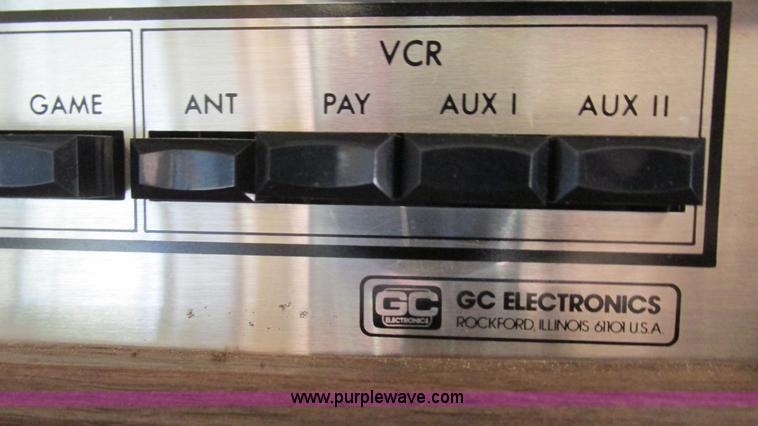 VCR
GAME ANT PAY AUX I AUX II
GC GC ELECTRONICS
ELECTRONICS ROCKFORD, ILLINOIS 61101 U.S.A.
www.purplewave.com